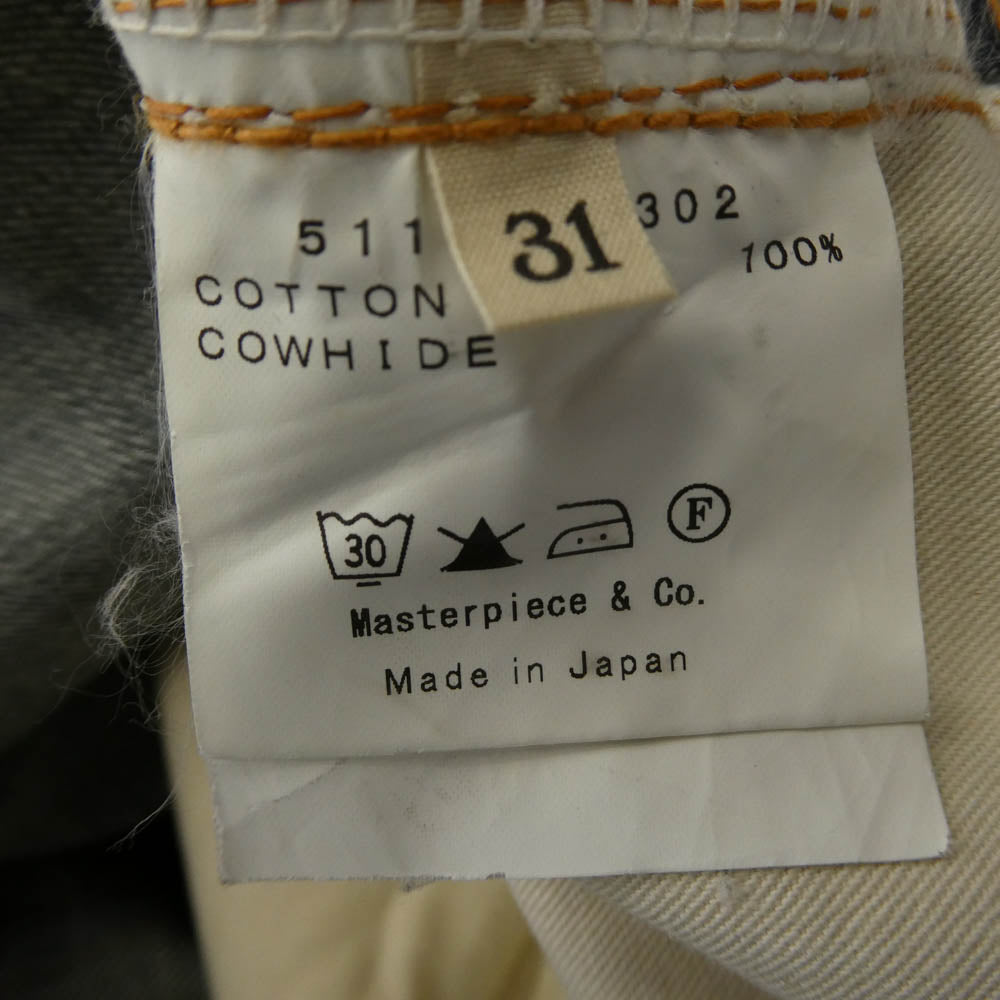 511 31 302
COTTON 100%
COWHIDE
30 F
Masterpiece & Co.
Made in Japan